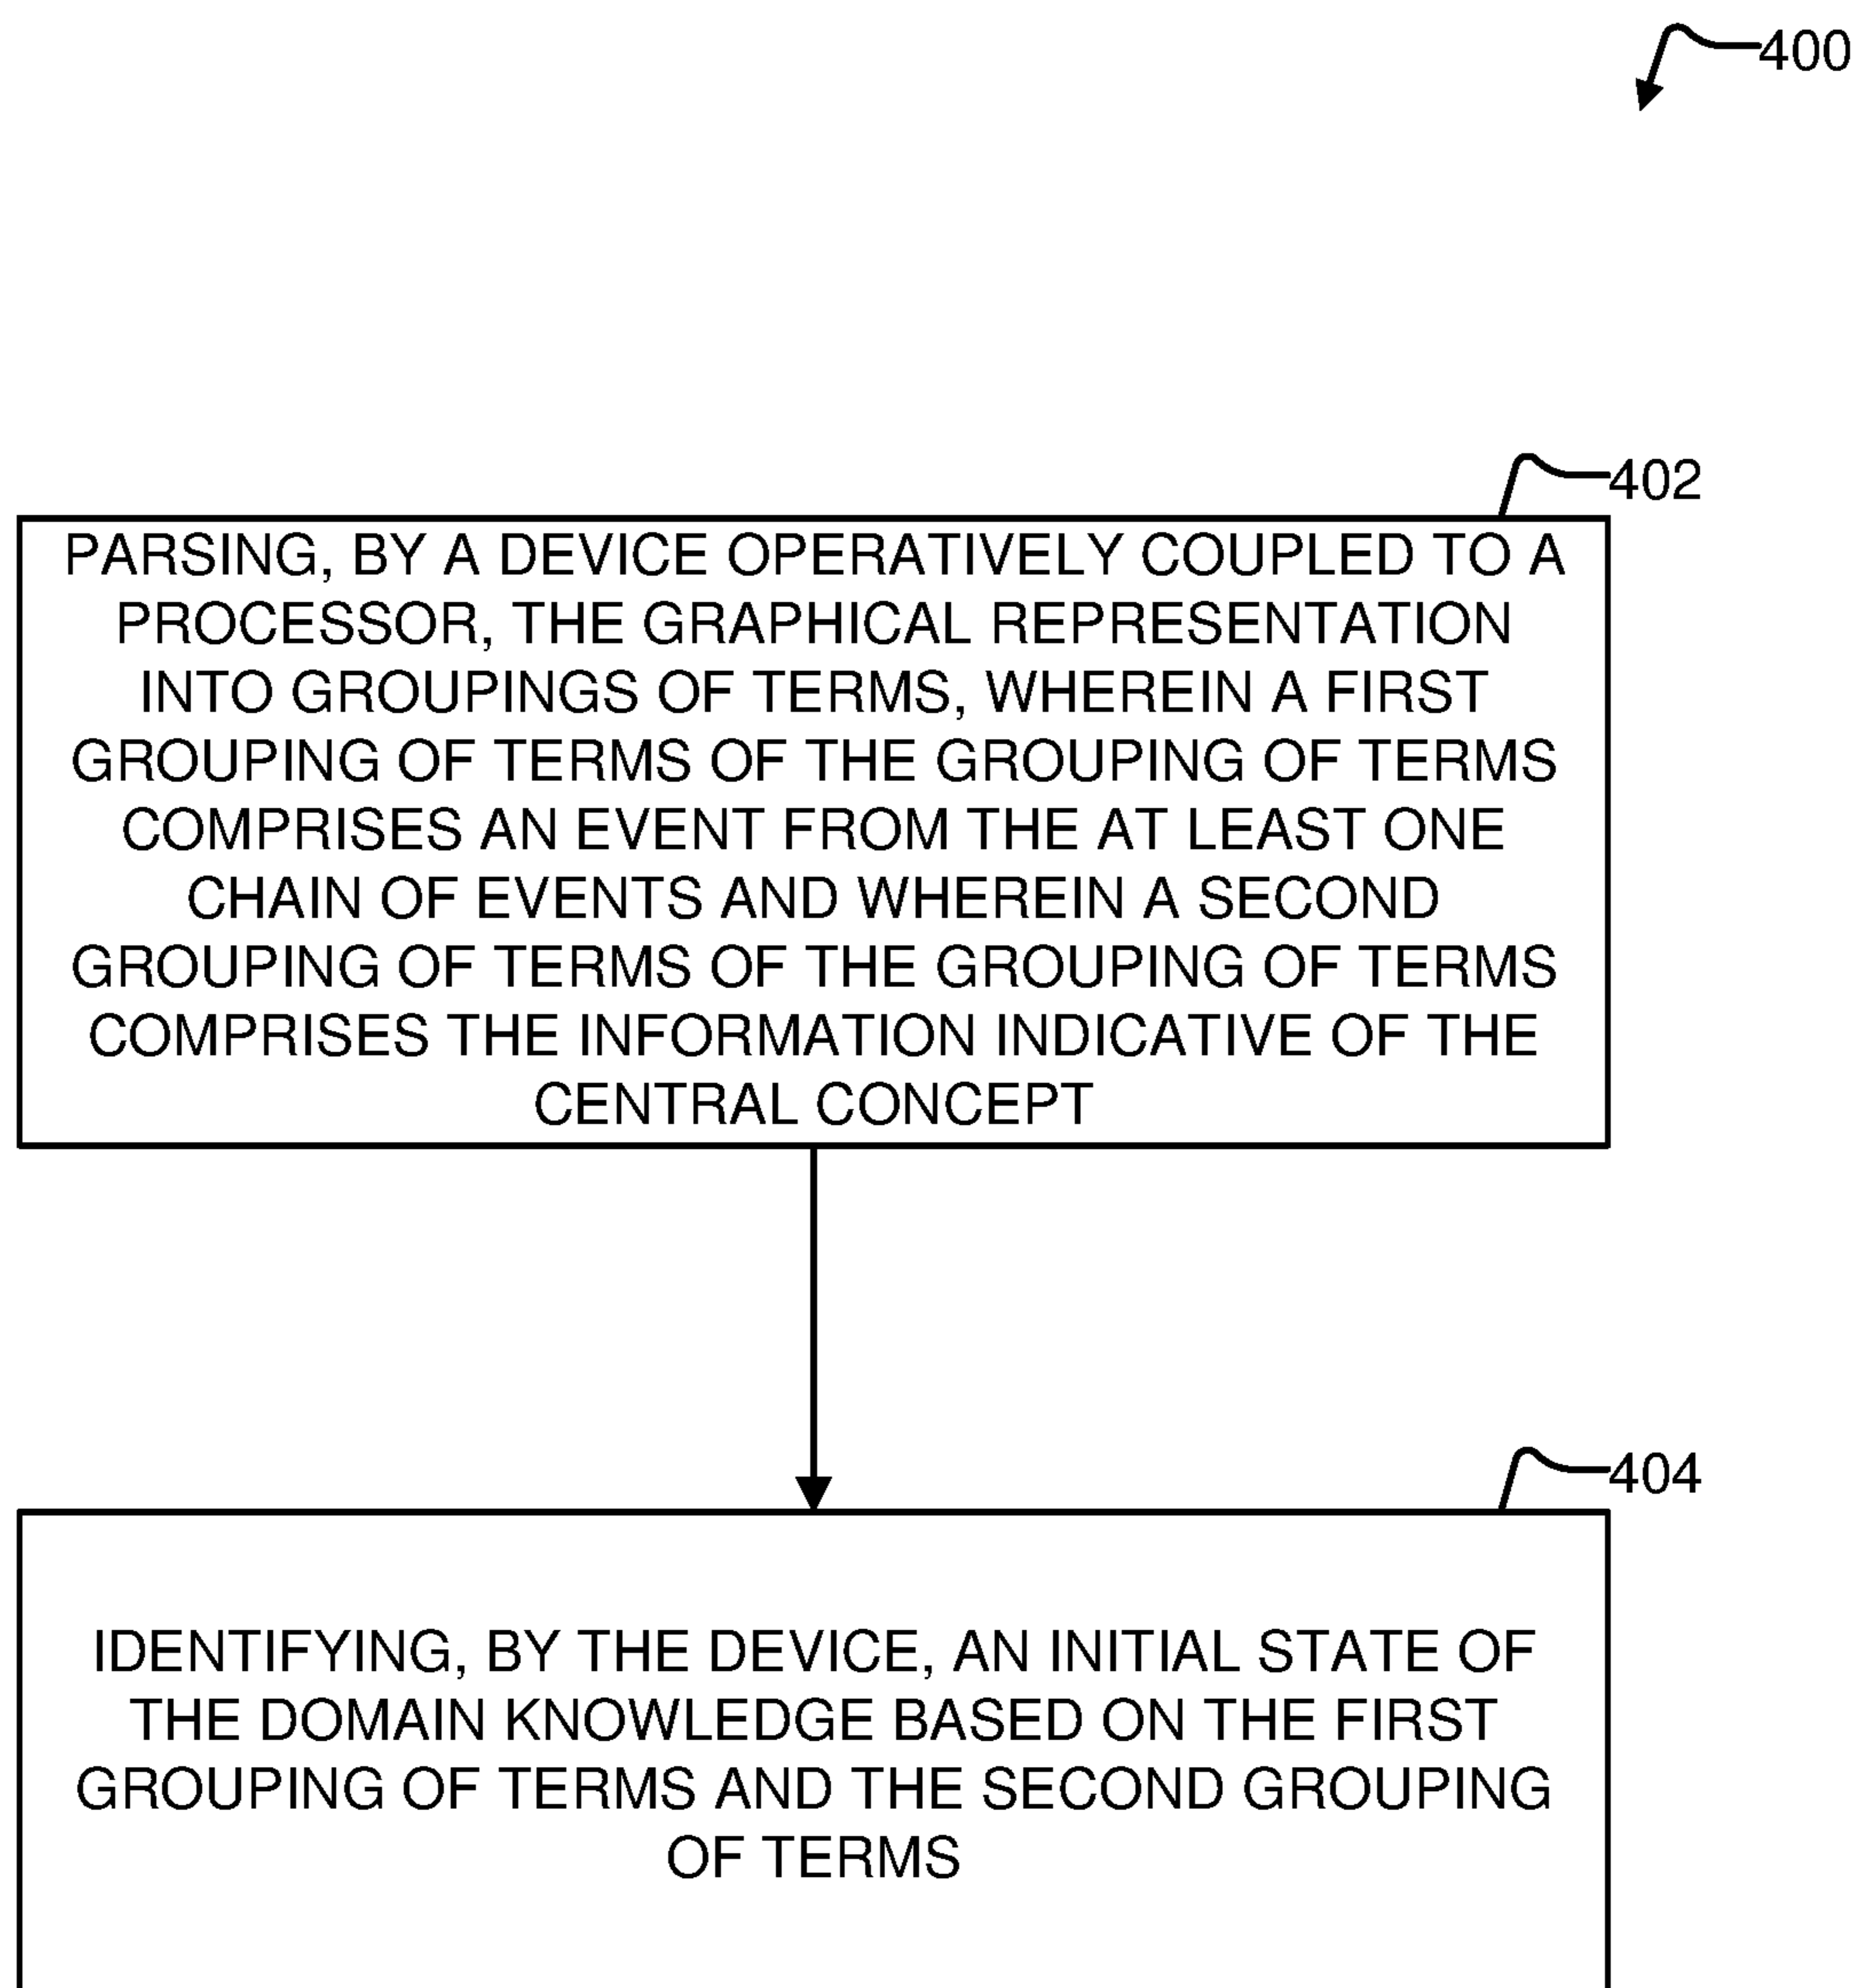 400
402
PARSING, BY A DEVICE OPERATIVELY COUPLED TO A
PROCESSOR, THE GRAPHICAL REPRESENTATION
INTO GROUPINGS OF TERMS, WHEREIN A FIRST
GROUPING OF TERMS OF THE GROUPING OF TERMS
COMPRISES AN EVENT FROM THE AT LEAST ONE
CHAIN OF EVENTS AND WHEREIN A SECOND
GROUPING OF TERMS OF THE GROUPING OF TERMS
COMPRISES THE INFORMATION INDICATIVE OF THE
CENTRAL CONCEPT
404
IDENTIFYING, BY THE DEVICE, AN INITIAL STATE OF
THE DOMAIN KNOWLEDGE BASED ON THE FIRST
GROUPING OF TERMS AND THE SECOND GROUPING
OF TERMS